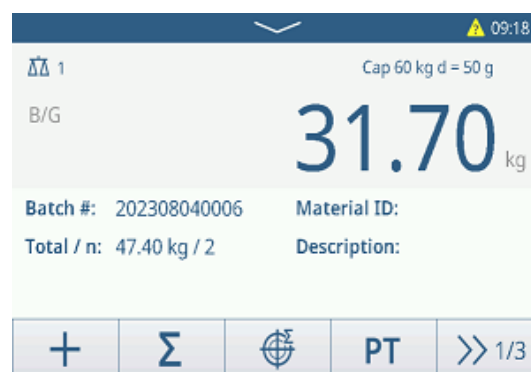 09:18
1
Cap 60 kg d = 50 g
B/G
31.70 kg
Batch #: 202308040006 Material ID:
Total / n: 47.40 kg / 2 Description:
+ Σ Σ PT >> 1/3